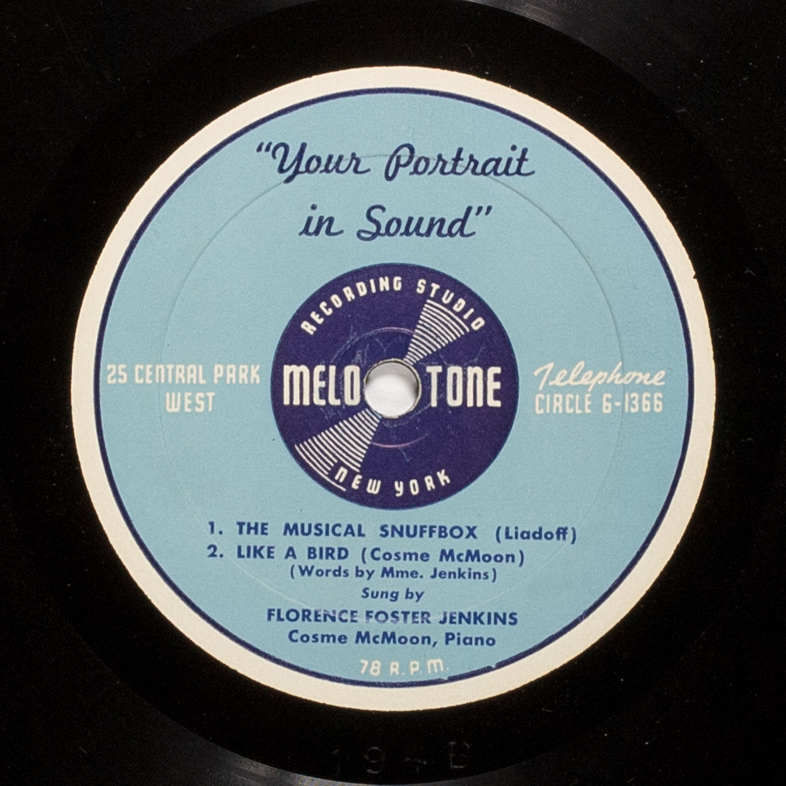 “Your Portrait
in Sound”
RECORDING STUDIO
25 CENTRAL PARK
WEST
MELOTONE
Telephone
CIRCLE 6-1366
NEW YORK
1. THE MUSICAL SNUFFBOX (Liadoff)
2. LIKE A BIRD (Cosme McMoon)
(Words by Mme. Jenkins)
Sung by
FLORENCE FOSTER JENKINS
Cosme McMoon, Piano
78 R.P.M.